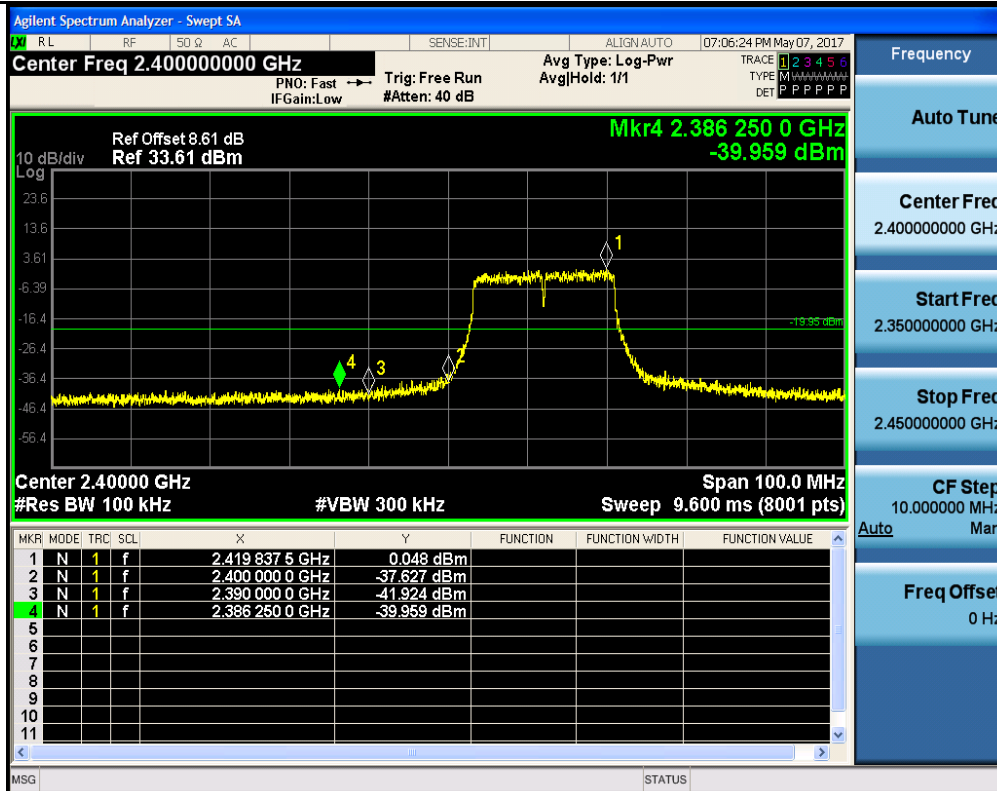 Agilent Spectrum Analyzer - Swept SA
LXI RL RF 50 Ω AC SENSE:INT ALIGN AUTO 07:06:24 PM May 07, 2017
Center Freq 2.400000000 GHz
PNO: Fast
IFGain:Low
Trig: Free Run
#Atten: 40 dB
Avg Type: Log-Pwr
Avg|Hold: 1/1
TRACE 1 2 3 4 5 6
TYPE M
DET P P P P P P
Frequency
Auto Tune
Center Freq
2.400000000 GHz
Start Freq
2.350000000 GHz
Stop Freq
2.450000000 GHz
CF Step
10.000000 MHz
Auto Man
Freq Offset
0 Hz
Ref Offset 8.61 dB
10 dB/div Ref 33.61 dBm
Log
Mkr4 2.386 250 0 GHz
-39.959 dBm
23.6
13.6
3.61
-6.39
-16.4
-26.4
-36.4
-46.4
-56.4
1
-19.95 dBm
4 3 2
Center 2.40000 GHz Span 100.0 MHz
#Res BW 100 kHz #VBW 300 kHz Sweep 9.600 ms (8001 pts)
MKR MODE TRC SCL X Y FUNCTION FUNCTION WIDTH FUNCTION VALUE
1 N 1 f 2.419 837 5 GHz 0.048 dBm
2 N 1 f 2.400 000 0 GHz -37.627 dBm
3 N 1 f 2.390 000 0 GHz -41.924 dBm
4 N 1 f 2.386 250 0 GHz -39.959 dBm
5
6
7
8
9
10
11
MSG STATUS